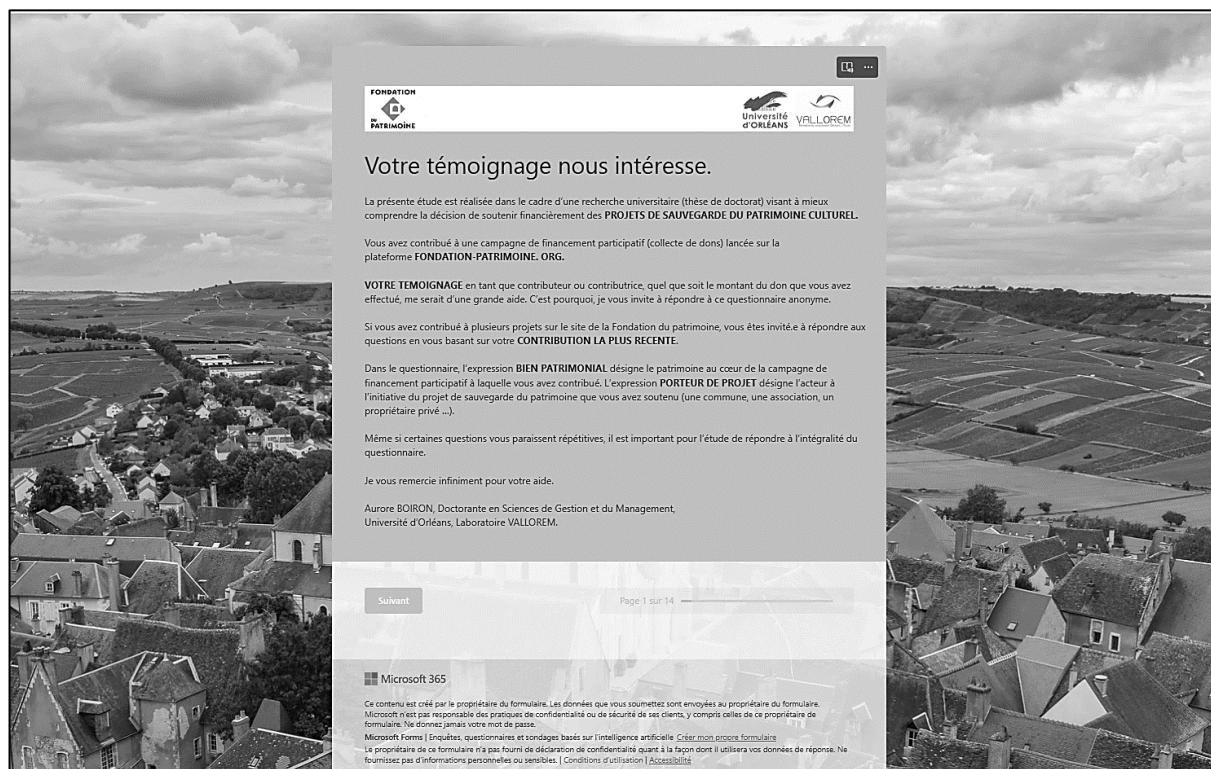 FONDATION
DU
PATRIMOINE
Université
d'ORLÉANS
VALLOREM
Votre témoignage nous intéresse.
La présente étude est réalisée dans le cadre d'une recherche universitaire (thèse de doctorat) visant à mieux
comprendre la décision de soutenir financièrement des PROJETS DE SAUVEGARDE DU PATRIMOINE CULTUREL.
Vous avez contribué à une campagne de financement participatif (collecte de dons) lancée sur la
plateforme FONDATION-PATRIMOINE. ORG.
VOTRE TEMOIGNAGE en tant que contributeur ou contributrice, quel que soit le montant du don que vous avez
effectué, me serait d'une grande aide. C'est pourquoi, je vous invite à répondre à ce questionnaire anonyme.
Si vous avez contribué à plusieurs projets sur le site de la Fondation du patrimoine, vous êtes invité.e à répondre aux
questions en vous basant sur votre CONTRIBUTION LA PLUS RECENTE.
Dans le questionnaire, l'expression BIEN PATRIMONIAL désigne le patrimoine au cœur de la campagne de
financement participatif à laquelle vous avez contribué. L'expression PORTEUR DE PROJET désigne l'acteur à
l'initiative du projet de sauvegarde du patrimoine que vous avez soutenu (une commune, une association, un
propriétaire privé ...).
Même si certaines questions vous paraissent répétitives, il est important pour l'étude de répondre à l'intégralité du
questionnaire.
Je vous remercie infiniment pour votre aide.
Aurore BOIRON, Doctorante en Sciences de Gestion et du Management,
Université d'Orléans, Laboratoire VALLOREM.
Suivant
Page 1 sur 14
Microsoft 365
Ce contenu est créé par le propriétaire du formulaire. Les données que vous soumettez sont envoyées au propriétaire du formulaire.
Microsoft n'est pas responsable des pratiques de confidentialité ou de sécurité de ses clients, y compris celles de ce propriétaire de
formulaire. Ne donnez jamais votre mot de passe.
Microsoft Forms | Enquêtes, questionnaires et sondages basés sur l'intelligence artificielle Créer mon propre formulaire
Le propriétaire de ce formulaire n'a pas fourni de déclaration de confidentialité quant à la façon dont il utilisera vos données de réponse. Ne
fournissez pas d'informations personnelles ou sensibles. | Conditions d'utilisation | Accessibilité